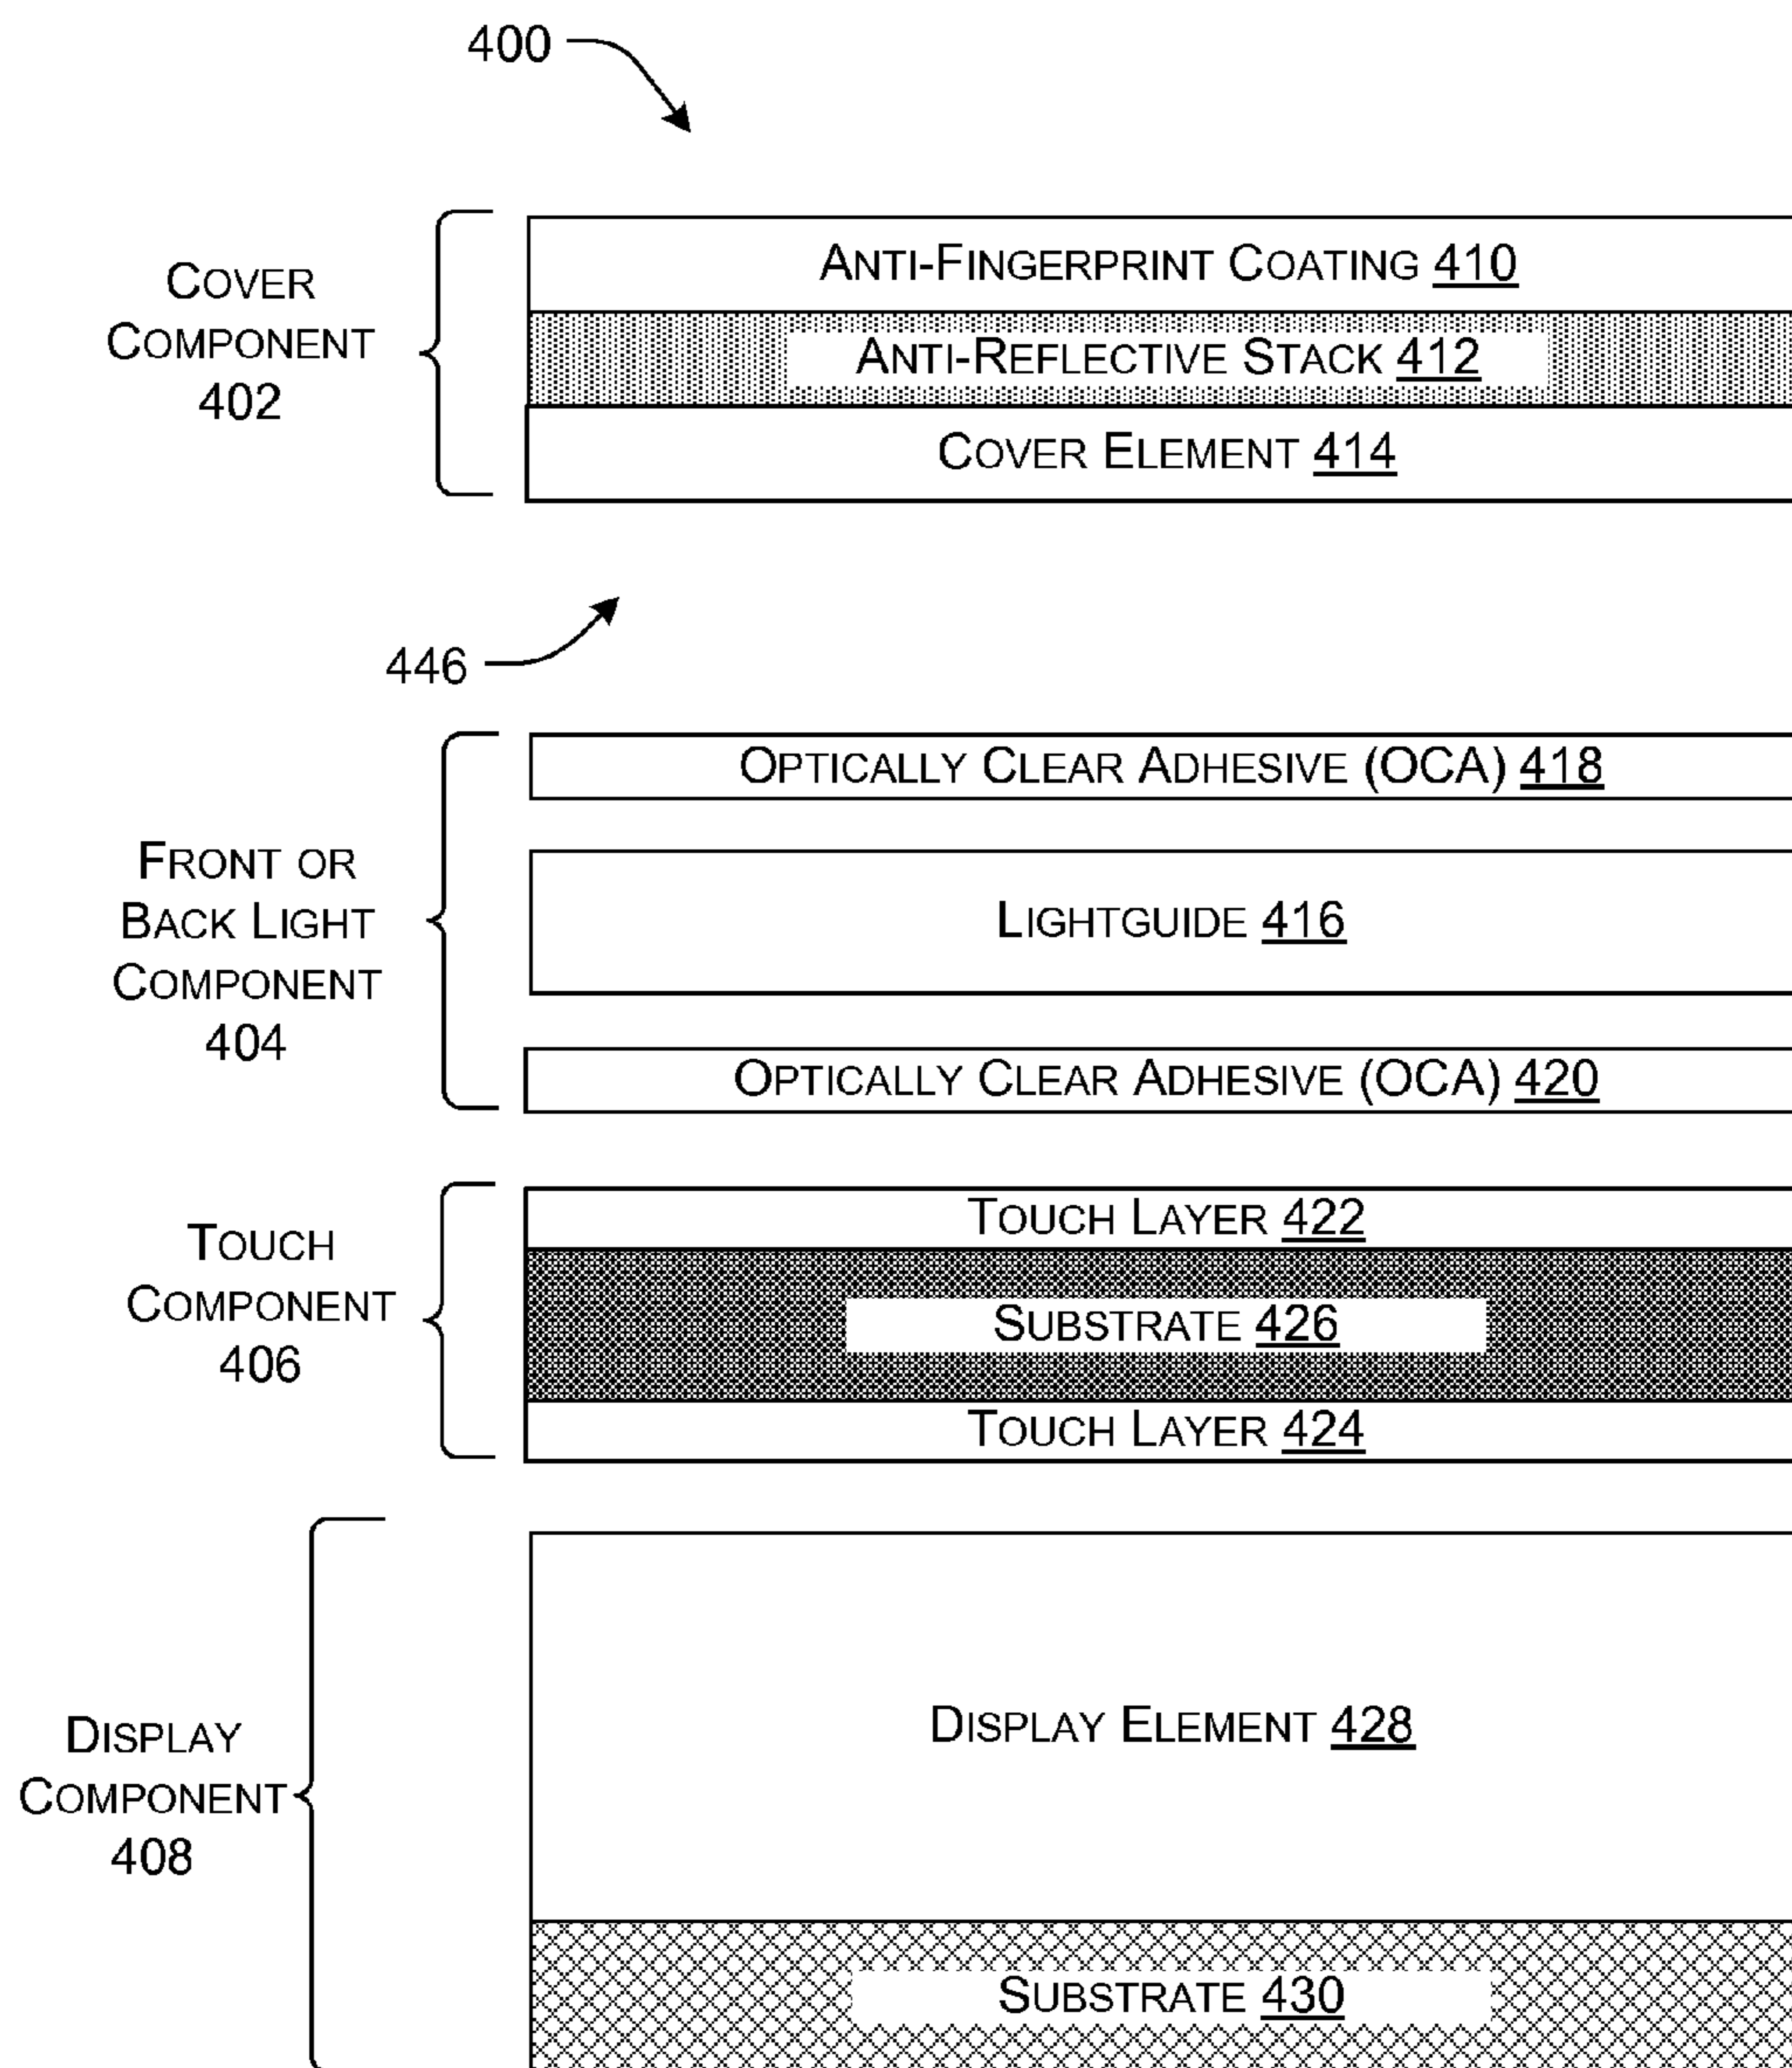 400
COVER
COMPONENT
402
ANTI-FINGERPRINT COATING 410
ANTI-REFLECTIVE STACK 412
COVER ELEMENT 414
446
FRONT OR
BACK LIGHT
COMPONENT
404
OPTICALLY CLEAR ADHESIVE (OCA) 418
LIGHTGUIDE 416
OPTICALLY CLEAR ADHESIVE (OCA) 420
TOUCH
COMPONENT
406
TOUCH LAYER 422
SUBSTRATE 426
TOUCH LAYER 424
DISPLAY
COMPONENT
408
DISPLAY ELEMENT 428
SUBSTRATE 430